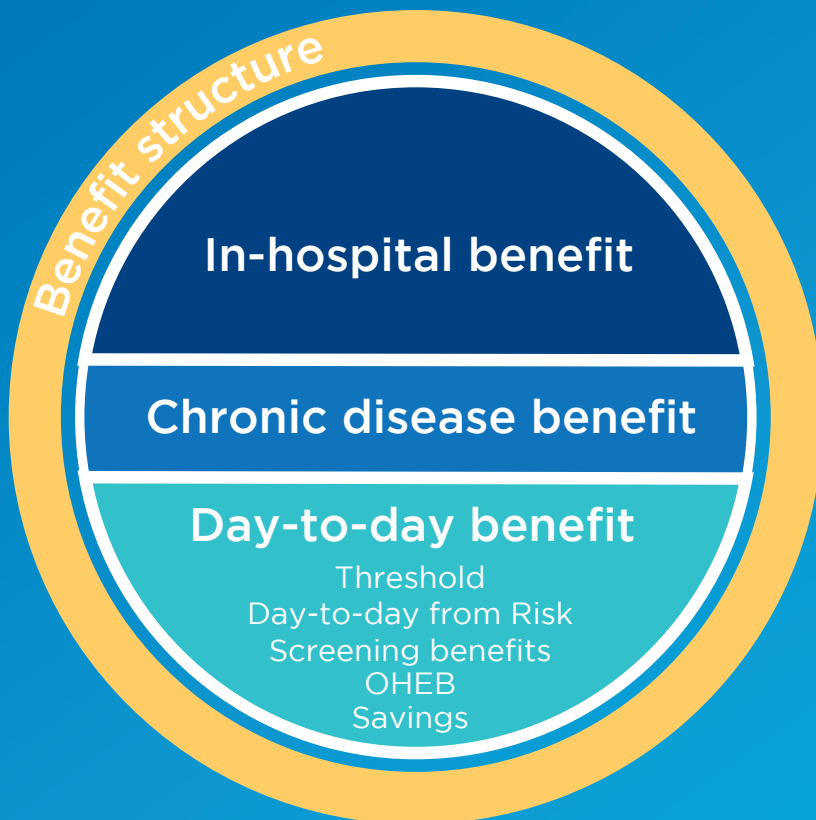 Benefit structure
In-hospital benefit
Chronic disease benefit
Day-to-day benefit
Threshold
Day-to-day from Risk
Screening benefits
OHEB
Savings